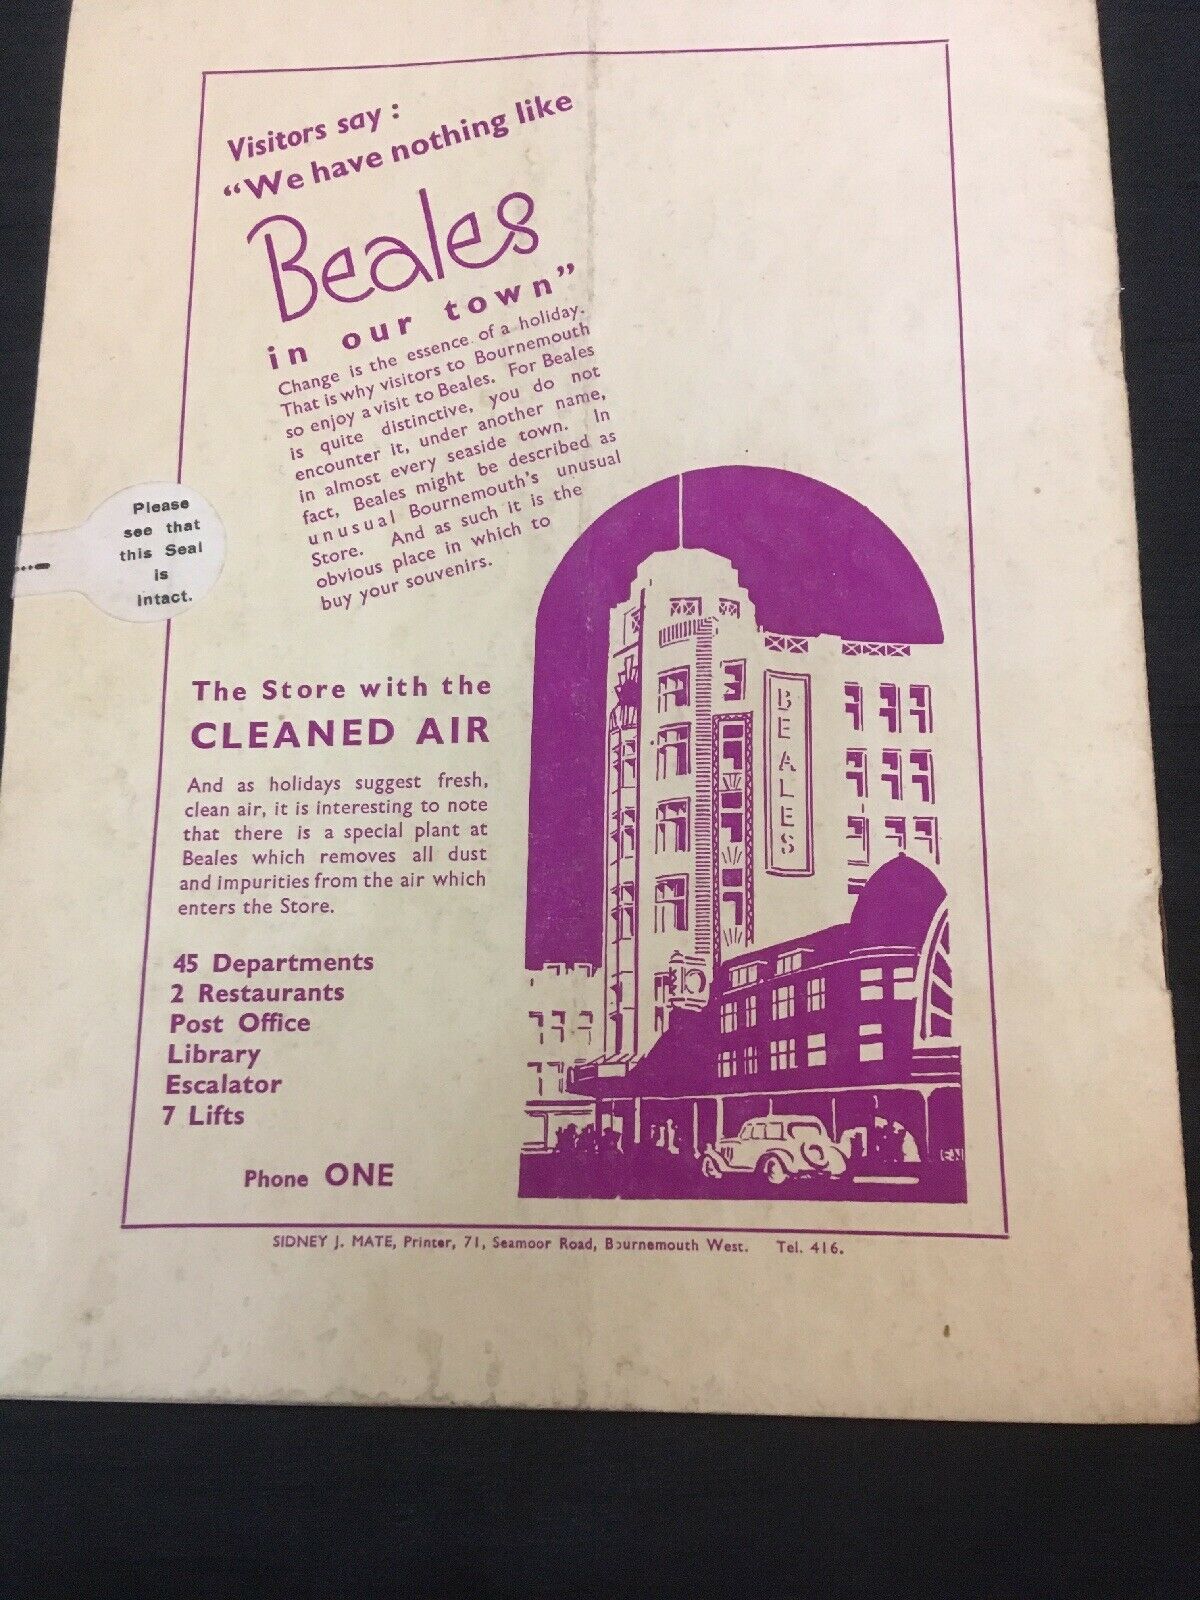 Visitors say :
"We have nothing like
Beales
in our town"
Change is the essence of a holiday.
That is why visitors to Bournemouth
so enjoy a visit to Beales. For Beales
is quite distinctive, you do not
encounter it, under another name,
in almost every seaside town. In
fact, Beales might be described as
unusual Bournemouth's unusual
Store. And as such it is the
obvious place in which to
buy your souvenirs.
Please
see that
this Seal
is
intact.
The Store with the
CLEANED AIR
And as holidays suggest fresh,
clean air, it is interesting to note
that there is a special plant at
Beales which removes all dust
and impurities from the air which
enters the Store.
45 Departments
2 Restaurants
Post Office
Library
Escalator
7 Lifts
Phone ONE
BEALES
SIDNEY J. MATE, Printer, 71, Seamoor Road, Bournemouth West. Tel. 416.